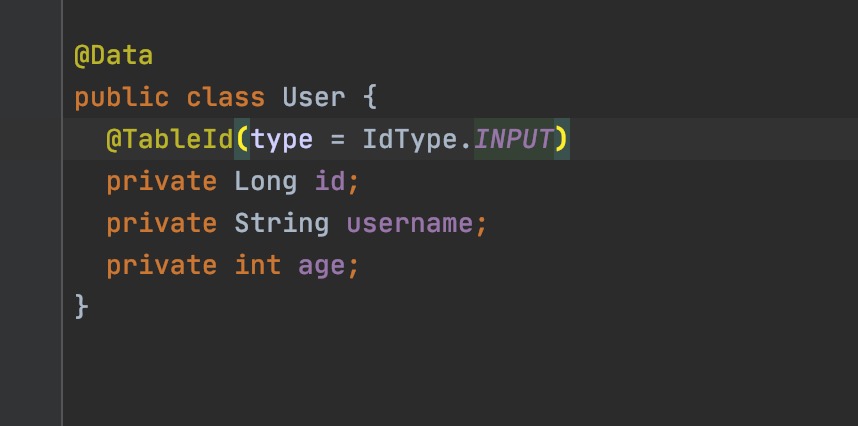 @Data
public class User {
  @TableId(type = IdType.INPUT)
  private Long id;
  private String username;
  private int age;
}